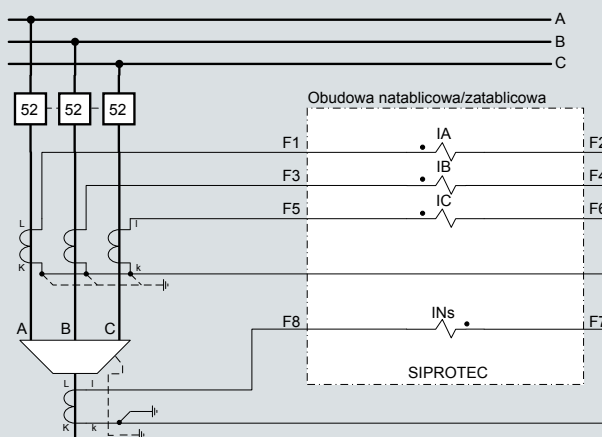 A
B
C
52 52 52
Obudowa natablicowa/zatablicowa
F1 IA F2
F3 IB F4
F5 IC F6
L l
K k
A B C
F8 INs F7
SIPROTEC
L l
K k